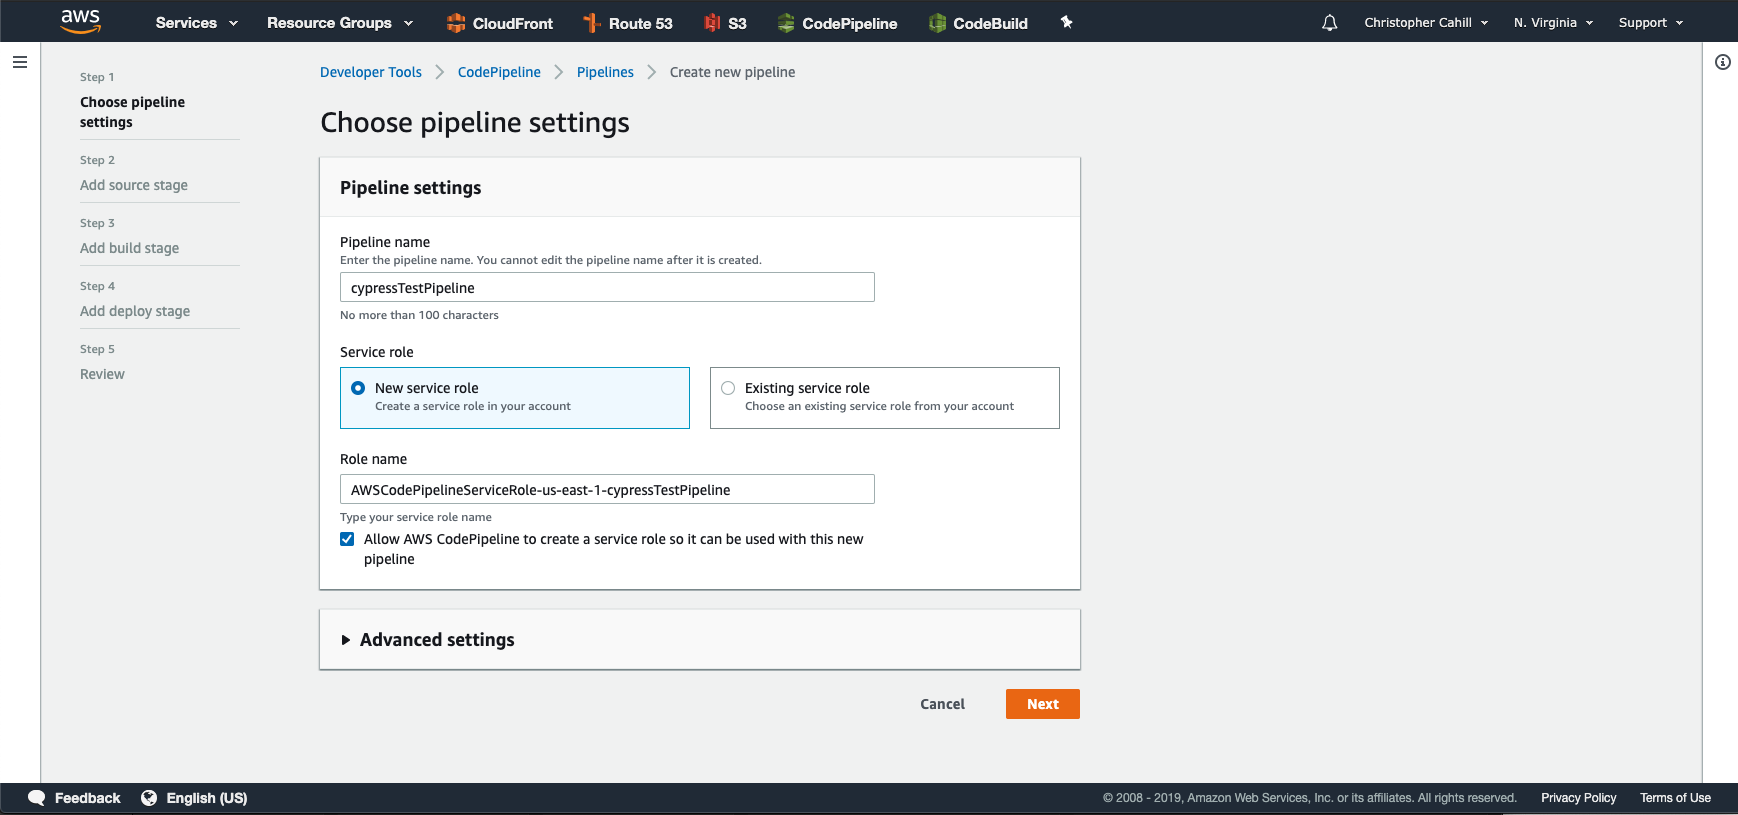 aws
Services
Resource Groups
CloudFront
Route 53
S3
CodePipeline
CodeBuild
Christopher Cahill
N. Virginia
Support
Step 1
Choose pipeline
settings
Step 2
Add source stage
Step 3
Add build stage
Step 4
Add deploy stage
Step 5
Review
Developer Tools
CodePipeline
Pipelines
Create new pipeline
Choose pipeline settings
Pipeline settings
Pipeline name
Enter the pipeline name. You cannot edit the pipeline name after it is created.
cypressTestPipeline
No more than 100 characters
Service role
New service role
Create a service role in your account
Existing service role
Choose an existing service role from your account
Role name
AWSCodePipelineServiceRole-us-east-1-cypressTestPipeline
Type your service role name
Allow AWS CodePipeline to create a service role so it can be used with this new
pipeline
Advanced settings
Cancel
Next
Feedback
English (US)
© 2008 - 2019, Amazon Web Services, Inc. or its affiliates. All rights reserved.
Privacy Policy
Terms of Use